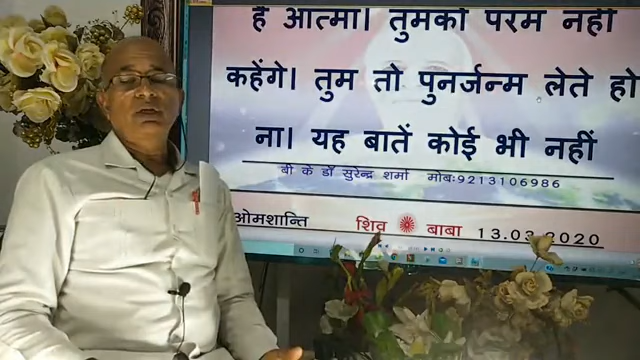 है आत्मा। तुमको परम नहीं
कहेंगे। तुम तो पुनर्जन्म लेते हो
ना। यह बातें कोई भी नहीं
बी के डॉ सुरेन्द्र शर्मा मोबः9213106986
ओमशान्ति शिव बाबा 13.03.2020